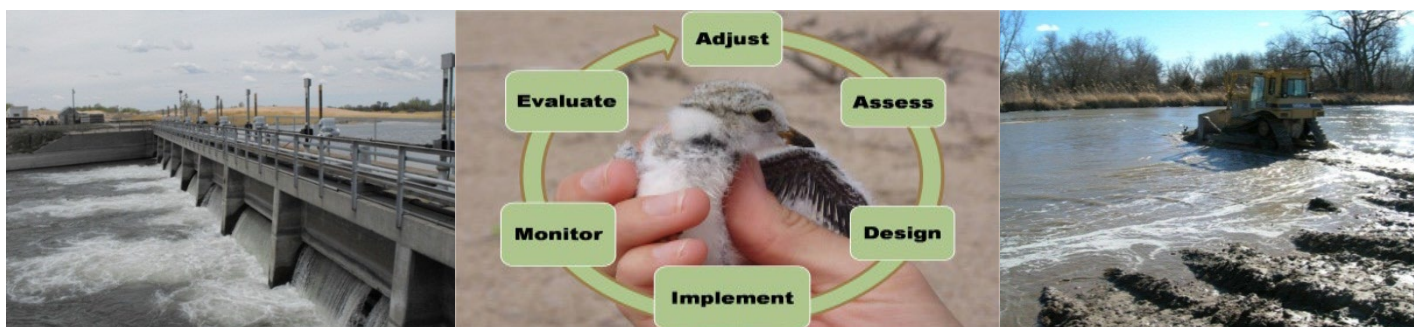 Adjust
Assess
Design
Implement
Monitor
Evaluate